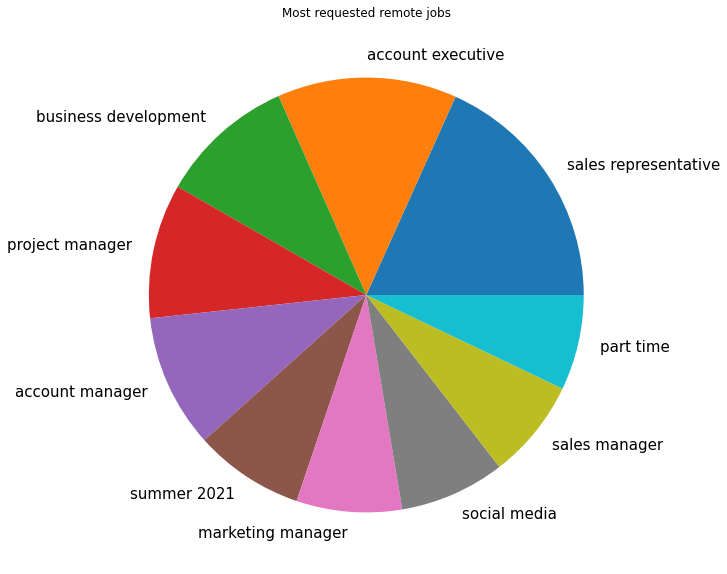 Most requested remote jobs
account executive
business development
sales representative
project manager
part time
account manager
sales manager
summer 2021
social media
marketing manager